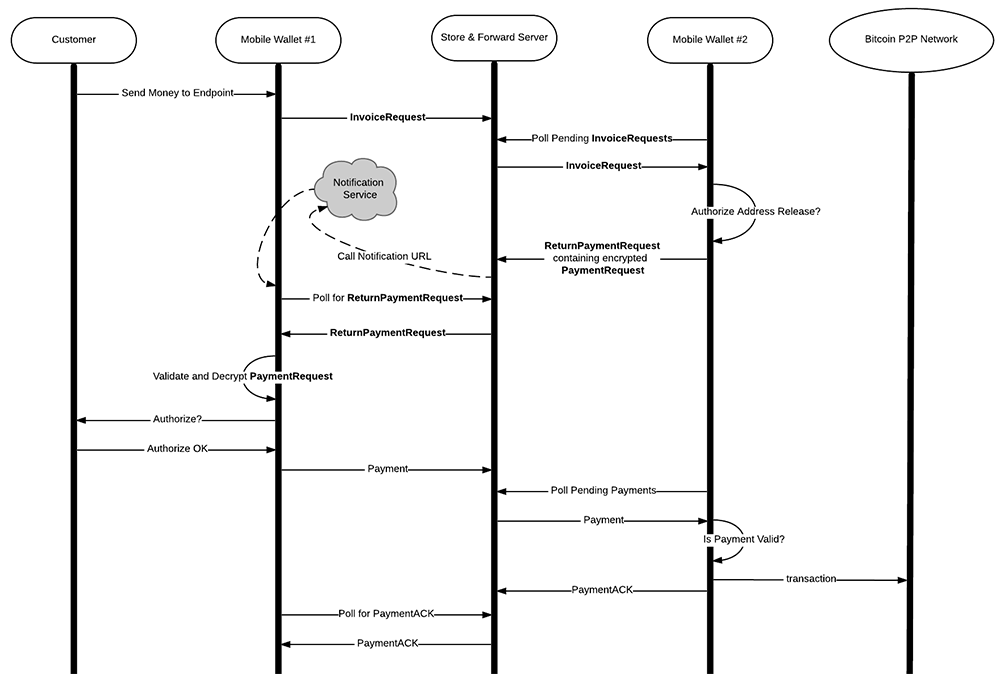 Customer
Mobile Wallet #1
Store & Forward Server
Mobile Wallet #2
Bitcoin P2P Network
Send Money to Endpoint
InvoiceRequest
Poll Pending InvoiceRequests
InvoiceRequest
Notification
Service
Authorize Address Release?
ReturnPaymentRequest
containing encrypted
PaymentRequest
Call Notification URL
Poll for ReturnPaymentRequest
ReturnPaymentRequest
Validate and Decrypt PaymentRequest
Authorize?
Authorize OK
Payment
Poll Pending Payments
Payment
Is Payment Valid?
transaction
PaymentACK
Poll for PaymentACK
PaymentACK